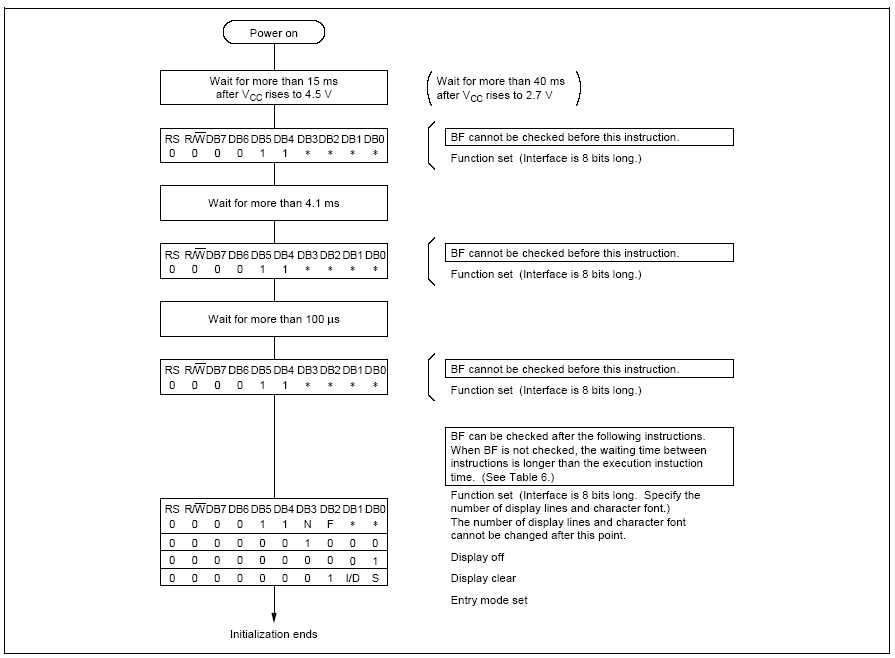 Power on
Wait for more than 15 ms
after VCC rises to 4.5 V
Wait for more than 40 ms
after VCC rises to 2.7 V
RS R/W DB7 DB6 DB5 DB4 DB3 DB2 DB1 DB0
0 0 0 0 1 1 * * * *
BF cannot be checked before this instruction.
Function set (Interface is 8 bits long.)
Wait for more than 4.1 ms
RS R/W DB7 DB6 DB5 DB4 DB3 DB2 DB1 DB0
0 0 0 0 1 1 * * * *
BF cannot be checked before this instruction.
Function set (Interface is 8 bits long.)
Wait for more than 100 µs
RS R/W DB7 DB6 DB5 DB4 DB3 DB2 DB1 DB0
0 0 0 0 1 1 * * * *
BF cannot be checked before this instruction.
Function set (Interface is 8 bits long.)
BF can be checked after the following instructions.
When BF is not checked, the waiting time between
instructions is longer than the execution instuction
time. (See Table 6.)
RS R/W DB7 DB6 DB5 DB4 DB3 DB2 DB1 DB0
0 0 0 0 1 1 N F * *
0 0 0 0 0 0 1 0 0 0
0 0 0 0 0 0 0 0 0 1
0 0 0 0 0 0 0 1 I/D S
Function set (Interface is 8 bits long. Specify the
number of display lines and character font.)
The number of display lines and character font
cannot be changed after this point.
Display off
Display clear
Entry mode set
Initialization ends